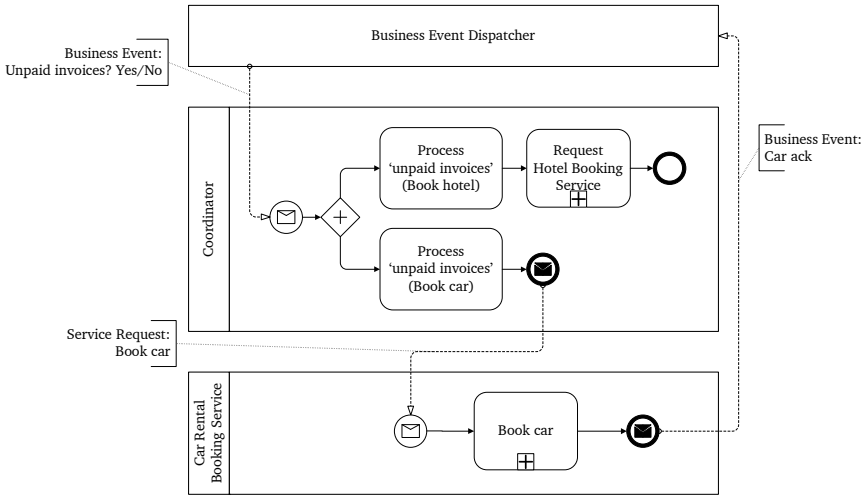 Business Event Dispatcher
Business Event:
Unpaid invoices? Yes/No
Business Event:
Car ack
Coordinator
Process
‘unpaid invoices’
(Book hotel)
Request
Hotel Booking
Service
Process
‘unpaid invoices’
(Book car)
Service Request:
Book car
Car Rental
Booking Service
Book car